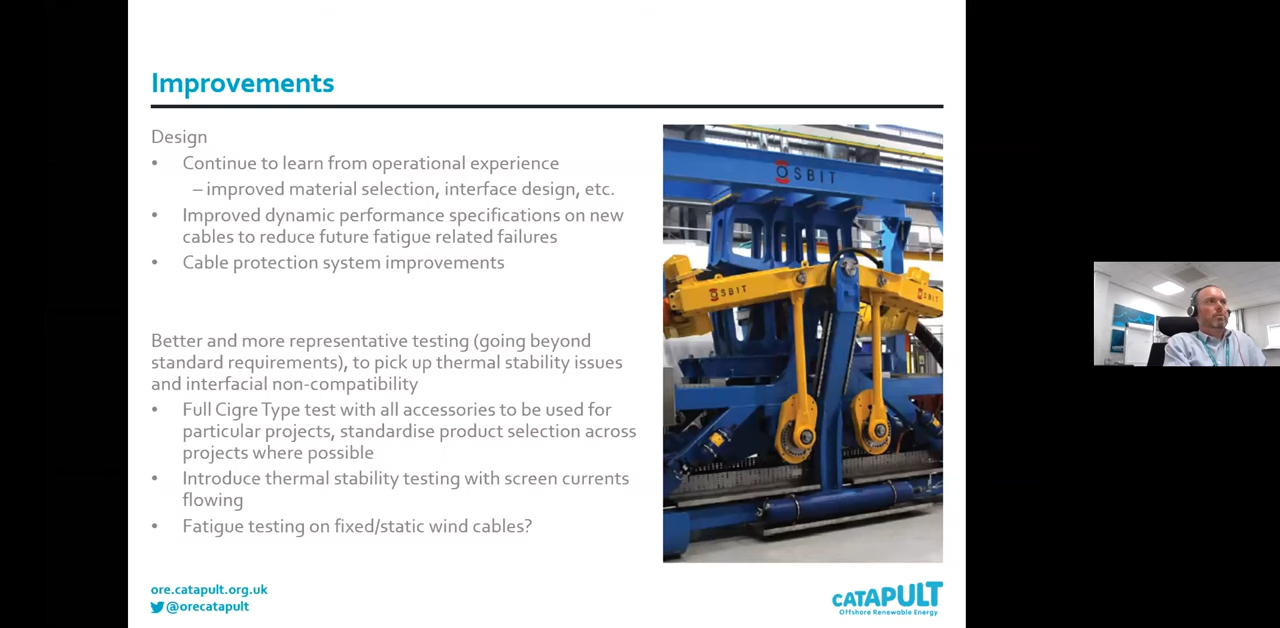 Improvements
Design
• Continue to learn from operational experience
– improved material selection, interface design, etc.
• Improved dynamic performance specifications on new
cables to reduce future fatigue related failures
• Cable protection system improvements
Better and more representative testing (going beyond
standard requirements), to pick up thermal stability issues
and interfacial non-compatibility
• Full Cigre Type test with all accessories to be used for
particular projects, standardise product selection across
projects where possible
• Introduce thermal stability testing with screen currents
flowing
• Fatigue testing on fixed/static wind cables?
OSBIT
OSBIT
OSBIT
ore.catapult.org.uk
@orecatapult
CATAPULT
Offshore Renewable Energy